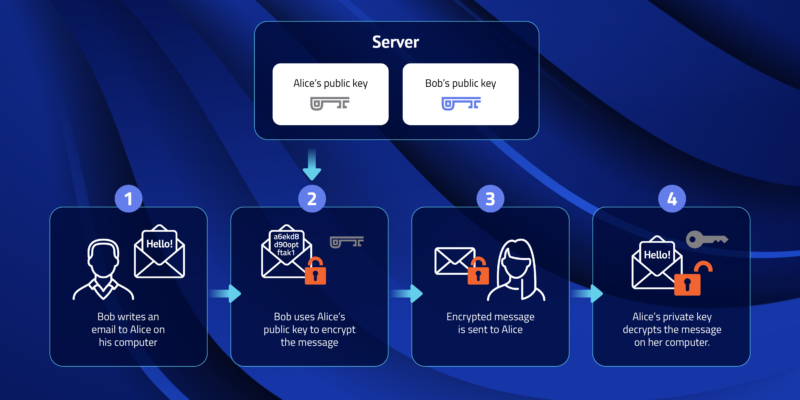 Server
Alice's public key
Bob's public key
1
2
3
4
Hello!
a6ekd8
d90opt
ftak1
Hello!
Bob writes an
email to Alice on
his computer
Bob uses Alice's
public key to encrypt
the message
Encrypted message
is sent to Alice
Alice's private key
decrypts the message
on her computer.